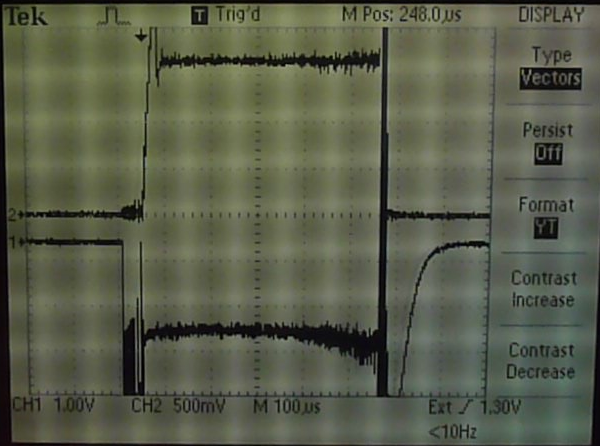 Tek T Trig'd M Pos: 248.0µs DISPLAY
Type
Vectors
Persist
Off
Format
YT
Contrast
Increase
Contrast
Decrease
2
1
CH1 1.00V CH2 500mV M 100µs Ext 1.30V
<10Hz